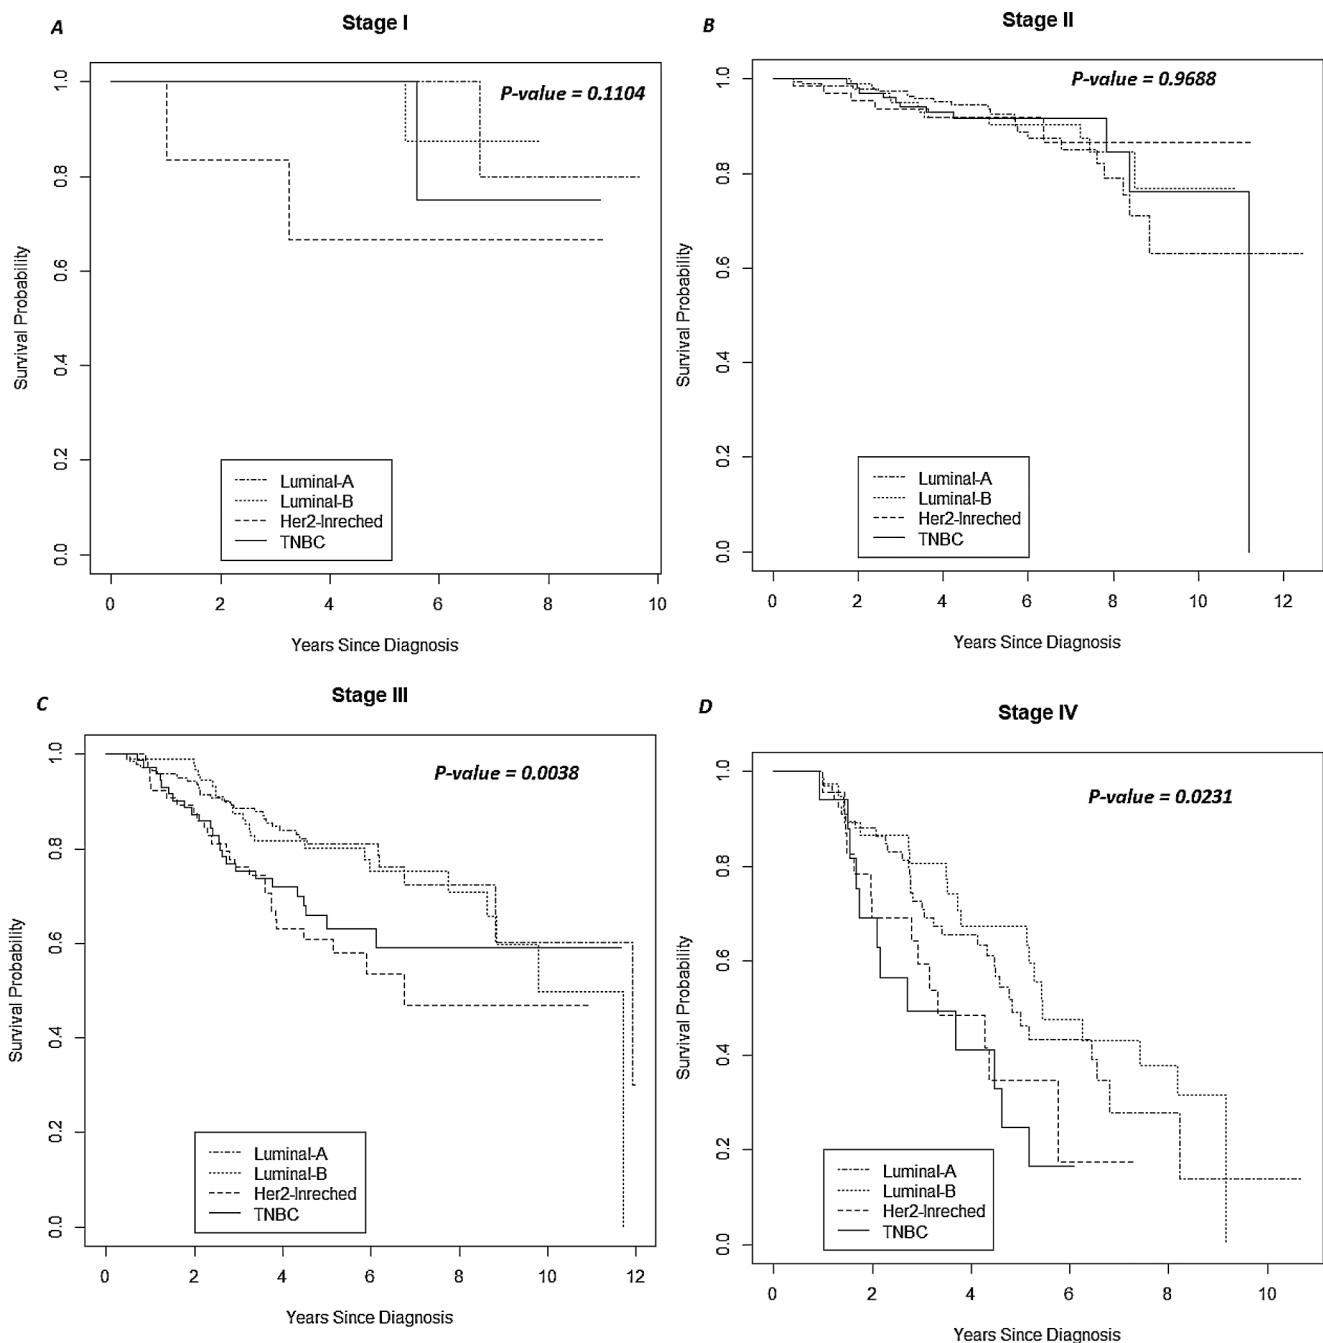 A
Stage I
P-value = 0.1104
Survival Probability
1.0
0.8
0.6
0.4
0.2
0.0
Luminal-A
Luminal-B
Her2-Inreched
TNBC
0 2 4 6 8 10
Years Since Diagnosis
B
Stage II
P-value = 0.9688
Survival Probability
1.0
0.8
0.6
0.4
0.2
0.0
Luminal-A
Luminal-B
Her2-Inreched
TNBC
0 2 4 6 8 10 12
Years Since Diagnosis
C
Stage III
P-value = 0.0038
Survival Probability
1.0
0.8
0.6
0.4
0.2
0.0
Luminal-A
Luminal-B
Her2-Inreched
TNBC
0 2 4 6 8 10 12
Years Since Diagnosis
D
Stage IV
P-value = 0.0231
Survival Probability
1.0
0.8
0.6
0.4
0.2
0.0
Luminal-A
Luminal-B
Her2-Inreched
TNBC
0 2 4 6 8 10
Years Since Diagnosis